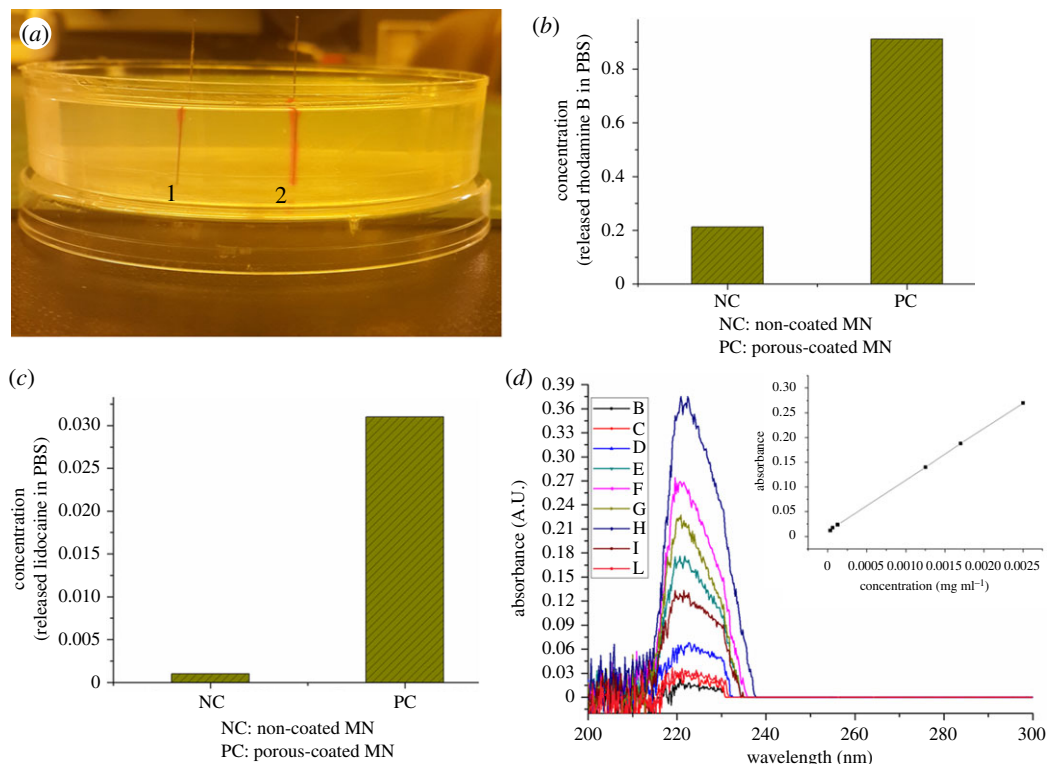 (a)
1
2
(b)
concentration
(released rhodamine B in PBS)
0.8
0.6
0.4
0.2
0
NC
PC
NC: non-coated MN
PC: porous-coated MN
(c)
concentration
(released lidocaine in PBS)
0.030
0.025
0.020
0.015
0.010
0.005
0
NC
PC
NC: non-coated MN
PC: porous-coated MN
(d)
absorbance (A.U.)
0.39
0.36
0.33
0.30
0.27
0.24
0.21
0.18
0.15
0.12
0.09
0.06
0.03
0
B
C
D
E
F
G
H
I
L
200
220
240
260
280
300
wavelength (nm)
absorbance
0.30
0.25
0.20
0.15
0.10
0.05
0
0
0.0005
0.0010
0.0015
0.0020
0.0025
concentration (mg ml⁻¹)